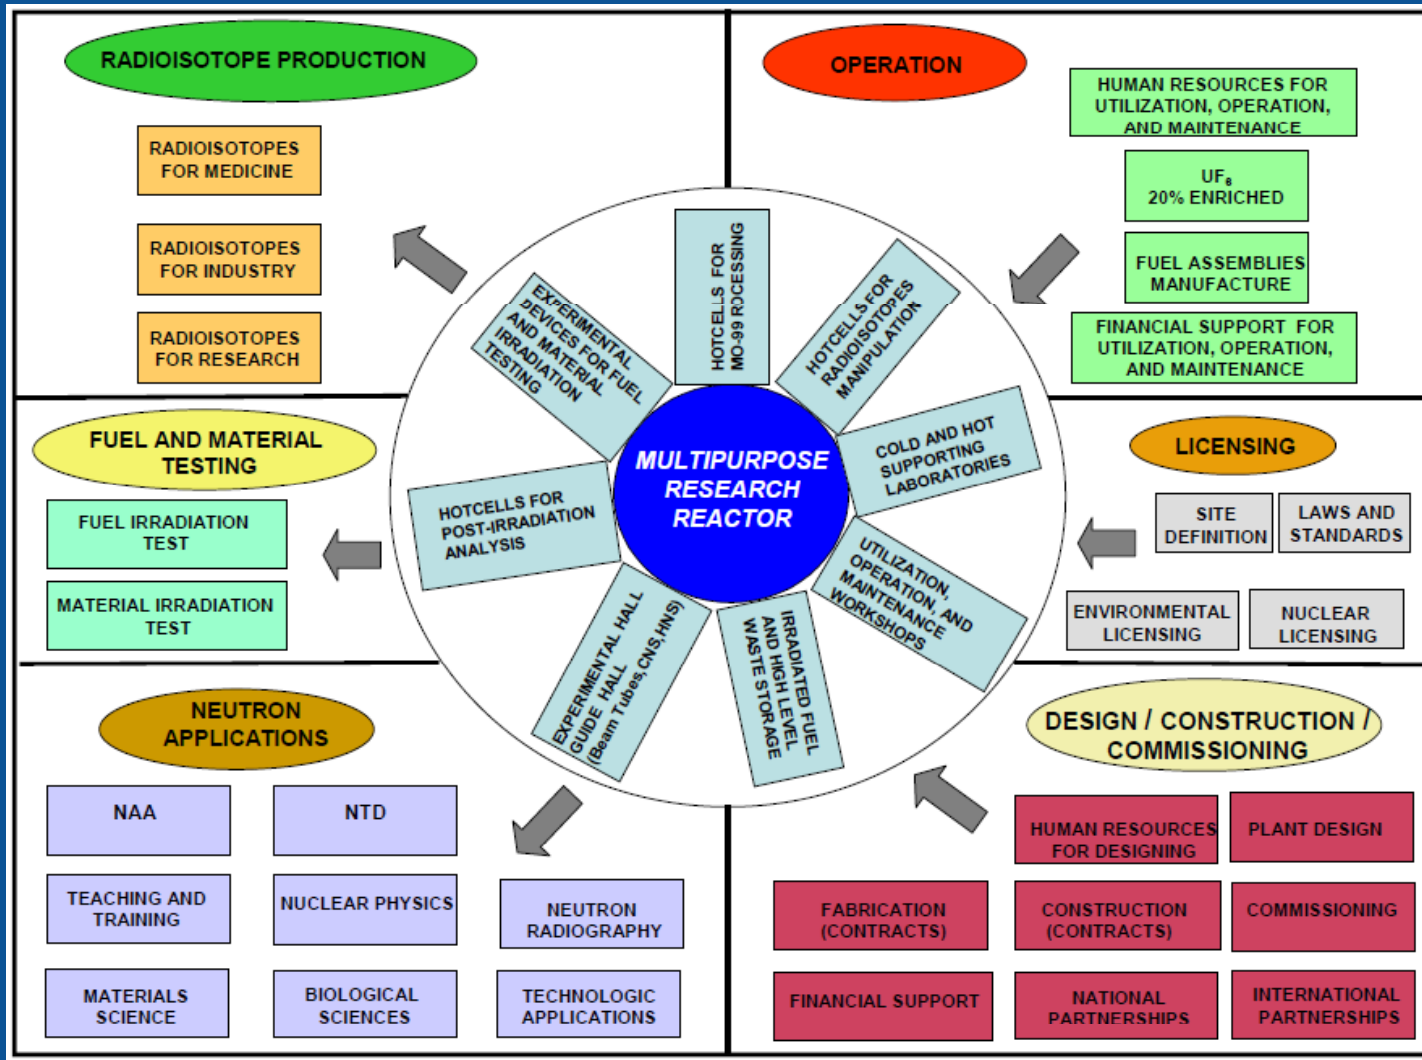 RADIOISOTOPE PRODUCTION
RADIOISOTOPES
FOR MEDICINE
RADIOISOTOPES
FOR INDUSTRY
RADIOISOTOPES
FOR RESEARCH
OPERATION
HUMAN RESOURCES FOR
UTILIZATION, OPERATION,
AND MAINTENANCE
UF₆
20% ENRICHED
FUEL ASSEMBLIES
MANUFACTURE
FINANCIAL SUPPORT FOR
UTILIZATION, OPERATION,
AND MAINTENANCE
FUEL AND MATERIAL
TESTING
FUEL IRRADIATION
TEST
MATERIAL IRRADIATION
TEST
MULTIPURPOSE
RESEARCH
REACTOR
HOTCELLS FOR
MO-99 ROCESSING
HOTCELLS FOR
RADIOISOTOPES
MANIPULATION
COLD AND HOT
SUPPORTING
LABORATORIES
UTILIZATION,
OPERATION, AND
MAINTENANCE
WORKSHOPS
IRRADIATED FUEL
AND HIGH LEVEL
WASTE STORAGE
EXPERIMENTAL HALL
GUIDE HALL
(Beam Tubes,CNS,HNS)
HOTCELLS FOR
POST-IRRADIATION
ANALYSIS
EXPERIMENTAL
DEVICES FOR FUEL
AND MATERIAL
IRRADIATION
TESTING
LICENSING
SITE
DEFINITION
LAWS AND
STANDARDS
ENVIRONMENTAL
LICENSING
NUCLEAR
LICENSING
NEUTRON
APPLICATIONS
NAA
NTD
TEACHING AND
TRAINING
NUCLEAR PHYSICS
NEUTRON
RADIOGRAPHY
MATERIALS
SCIENCE
BIOLOGICAL
SCIENCES
TECHNOLOGIC
APPLICATIONS
DESIGN / CONSTRUCTION /
COMMISSIONING
HUMAN RESOURCES
FOR DESIGNING
PLANT DESIGN
FABRICATION
(CONTRACTS)
CONSTRUCTION
(CONTRACTS)
COMMISSIONING
FINANCIAL SUPPORT
NATIONAL
PARTNERSHIPS
INTERNATIONAL
PARTNERSHIPS